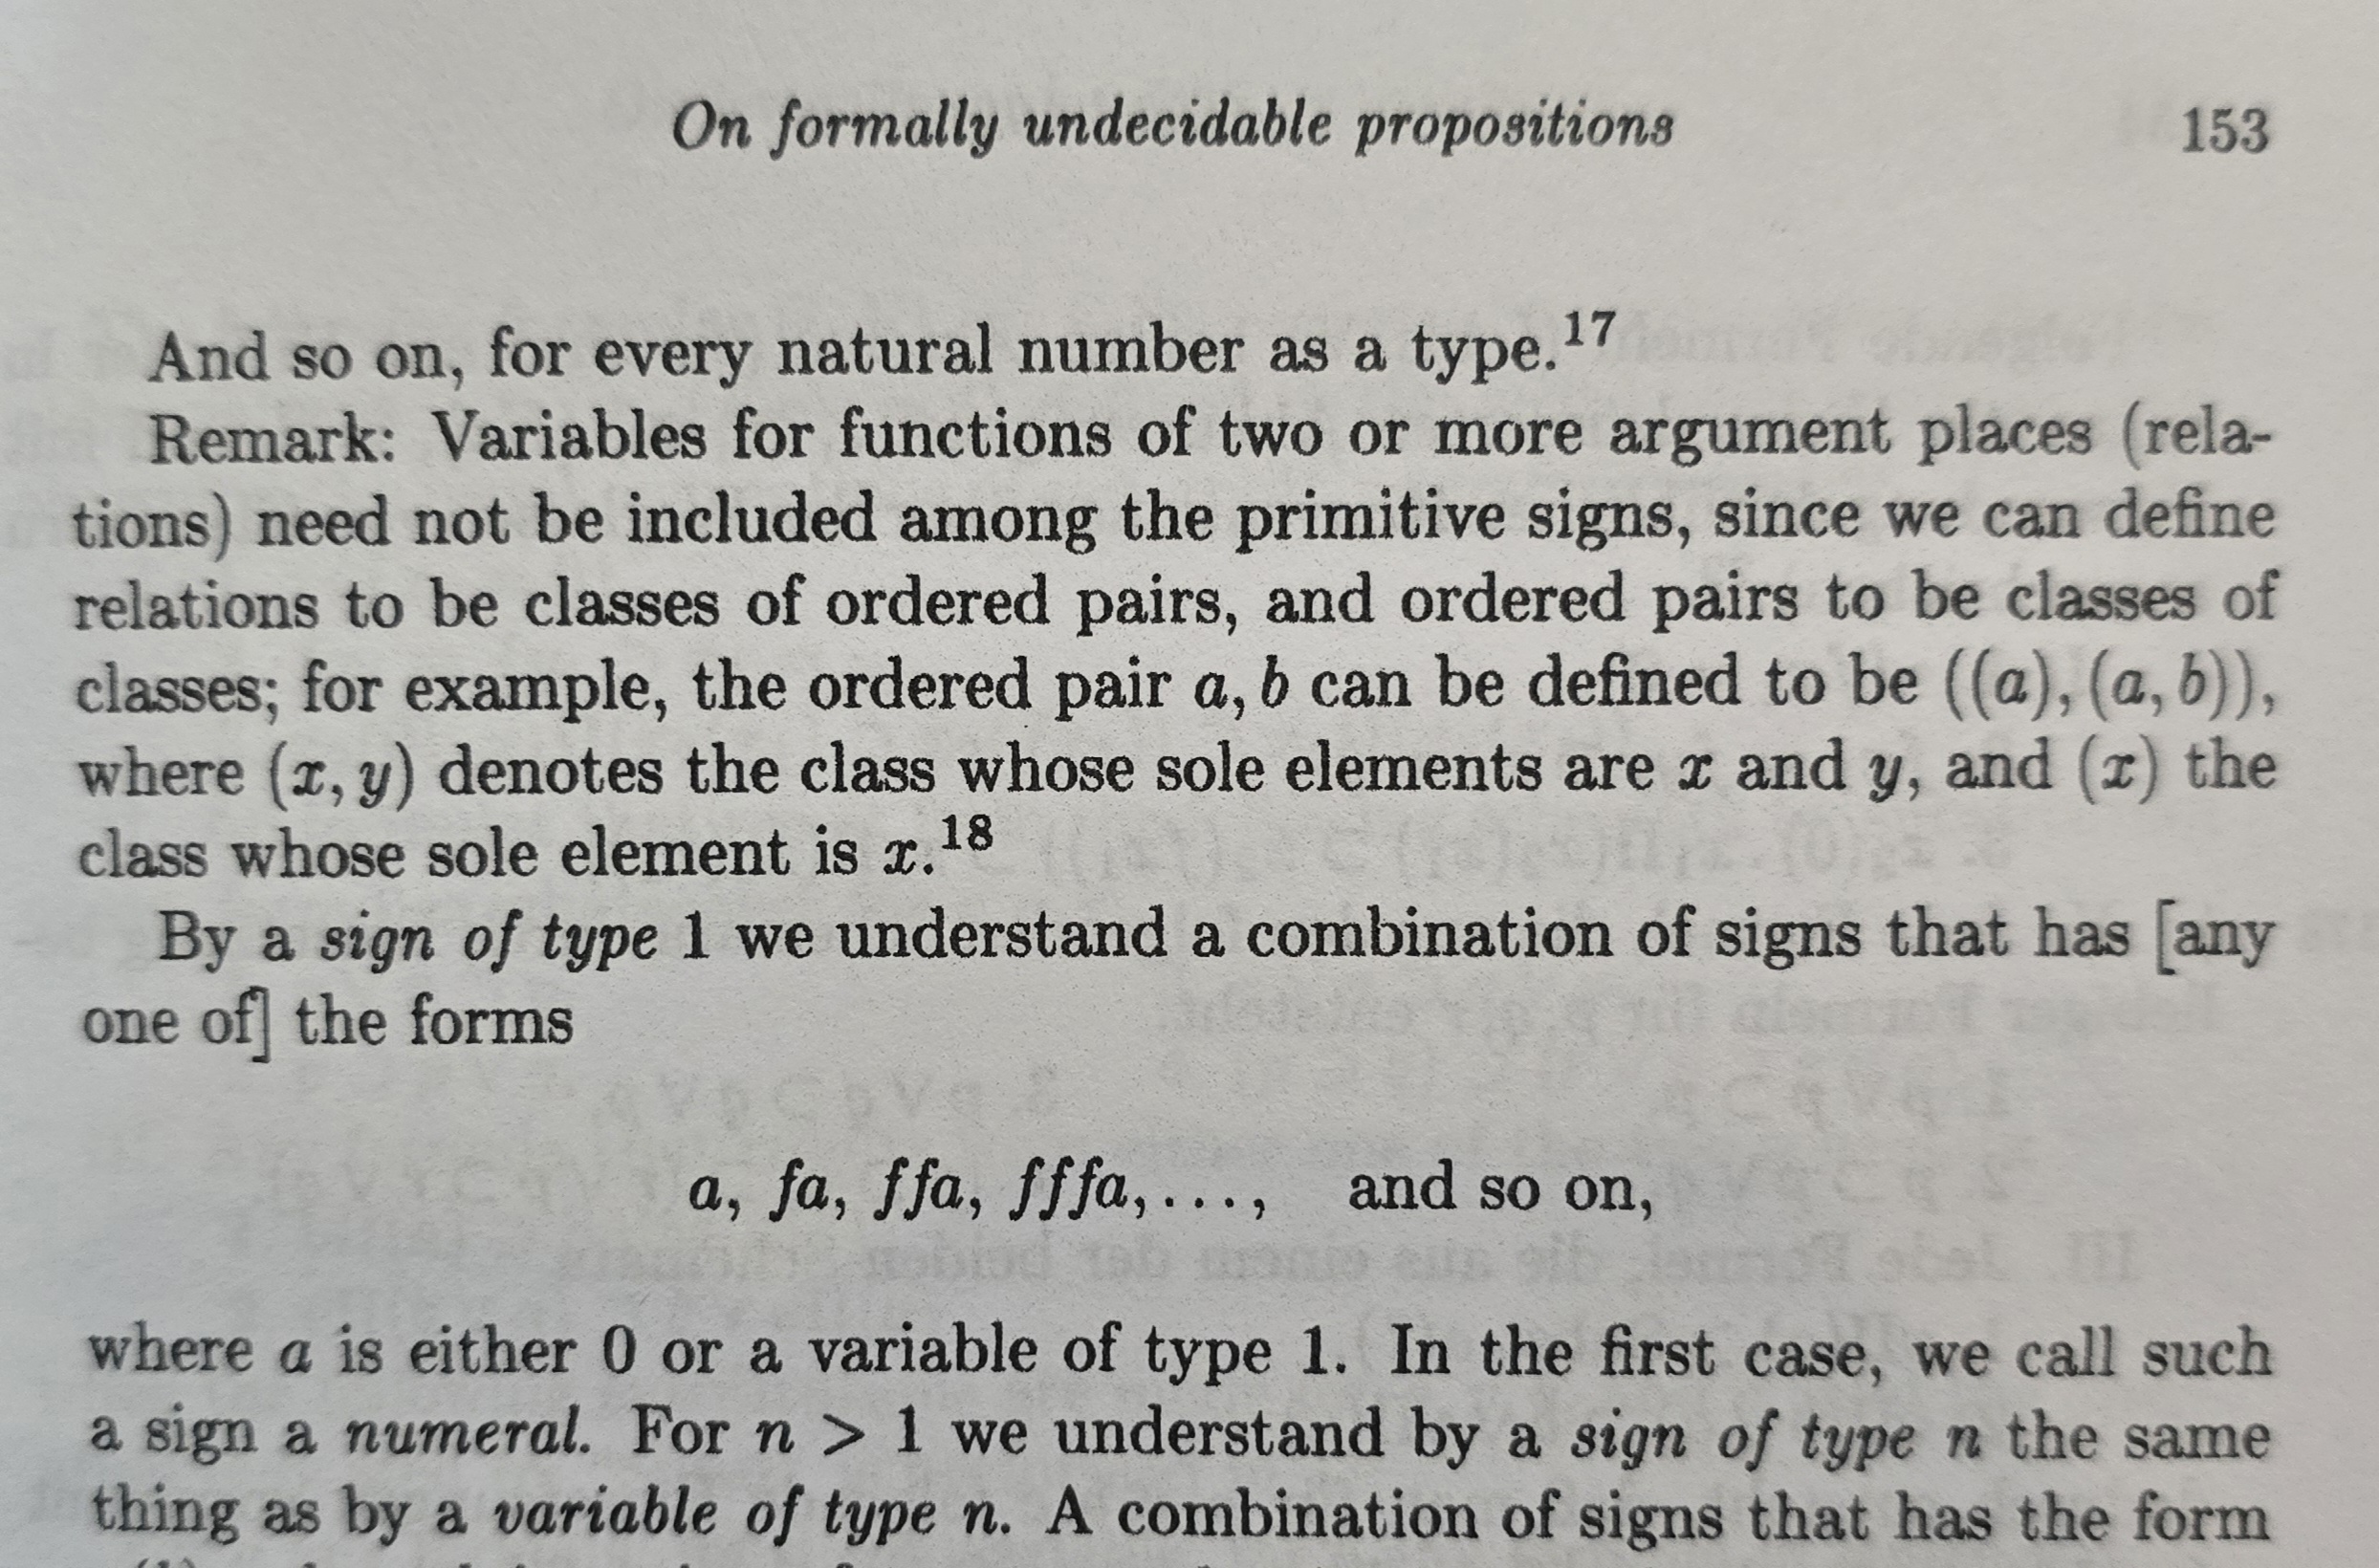 On formally undecidable propositions 153
And so on, for every natural number as a type.¹⁷
Remark: Variables for functions of two or more argument places (rela-
tions) need not be included among the primitive signs, since we can define
relations to be classes of ordered pairs, and ordered pairs to be classes of
classes; for example, the ordered pair a, b can be defined to be ((a), (a, b)),
where (x, y) denotes the class whose sole elements are x and y, and (x) the
class whose sole element is x.¹⁸
By a sign of type 1 we understand a combination of signs that has [any
one of] the forms
a, fa, ffa, fffa, . . . , and so on,
where a is either 0 or a variable of type 1. In the first case, we call such
a sign a numeral. For n > 1 we understand by a sign of type n the same
thing as by a variable of type n. A combination of signs that has the form